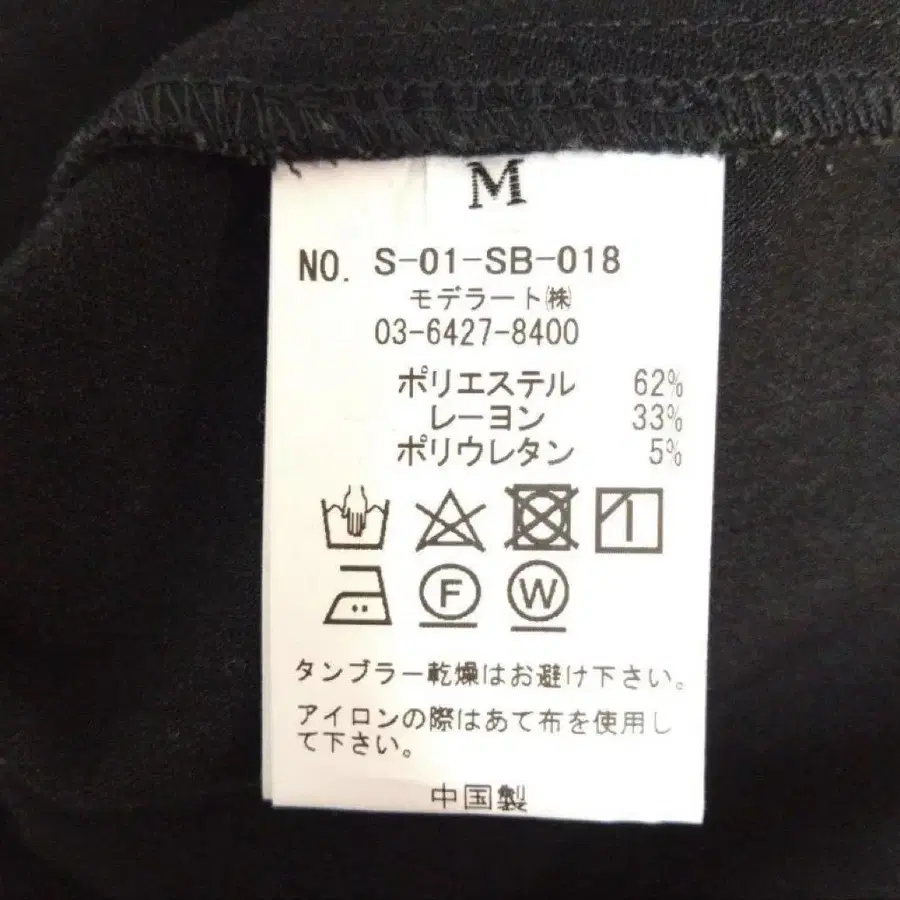 M
NO. S-01-SB-018
モデラート㈱
03-6427-8400
ポリエステル 62%
レーヨン 33%
ポリウレタン 5%
F W
タンブラー乾燥はお避け下さい。
アイロンの際はあて布を使用し
て下さい。
中国製